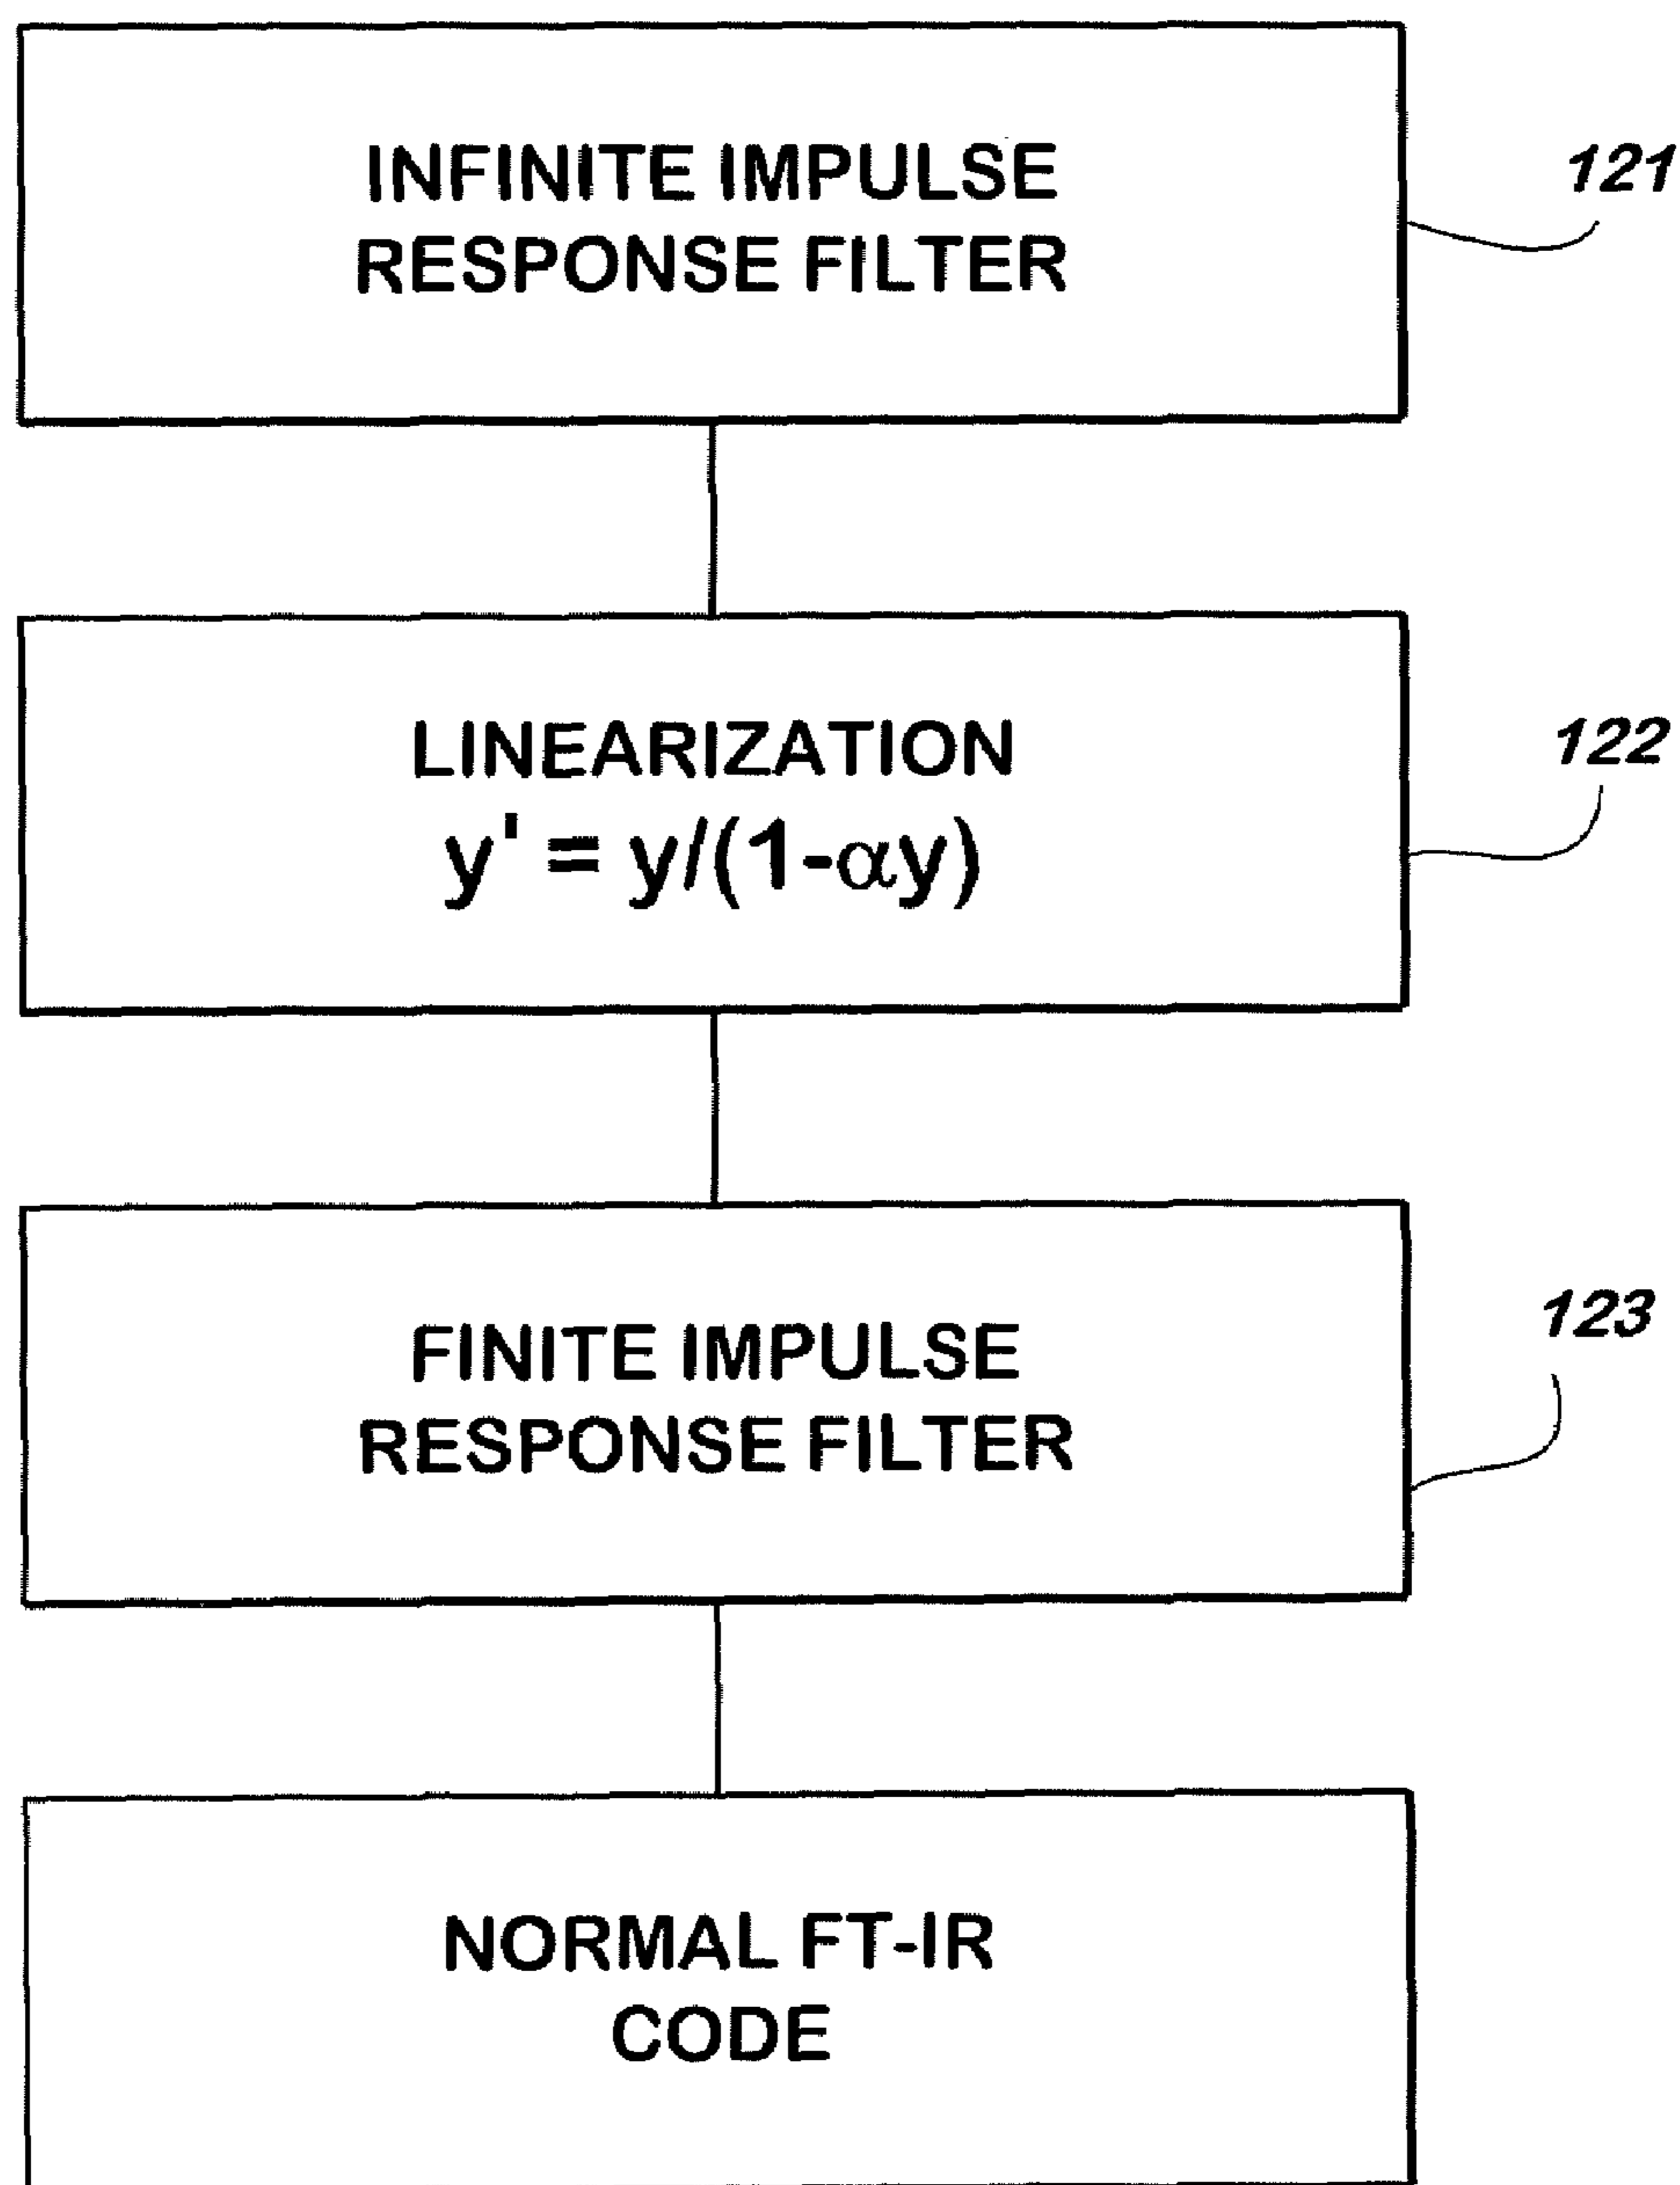 INFINITE IMPULSE
RESPONSE FILTER
121
LINEARIZATION
y' = y/(1-αy)
122
FINITE IMPULSE
RESPONSE FILTER
123
NORMAL FT-IR
CODE